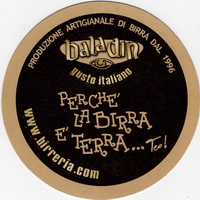 PRODUZIONE ARTIGIANALE DI BIRRA DAL 1996
baladin
gusto italiano
PERCHE'
LA BIRRA
E' TERRA... Teo!
www.birreria.com